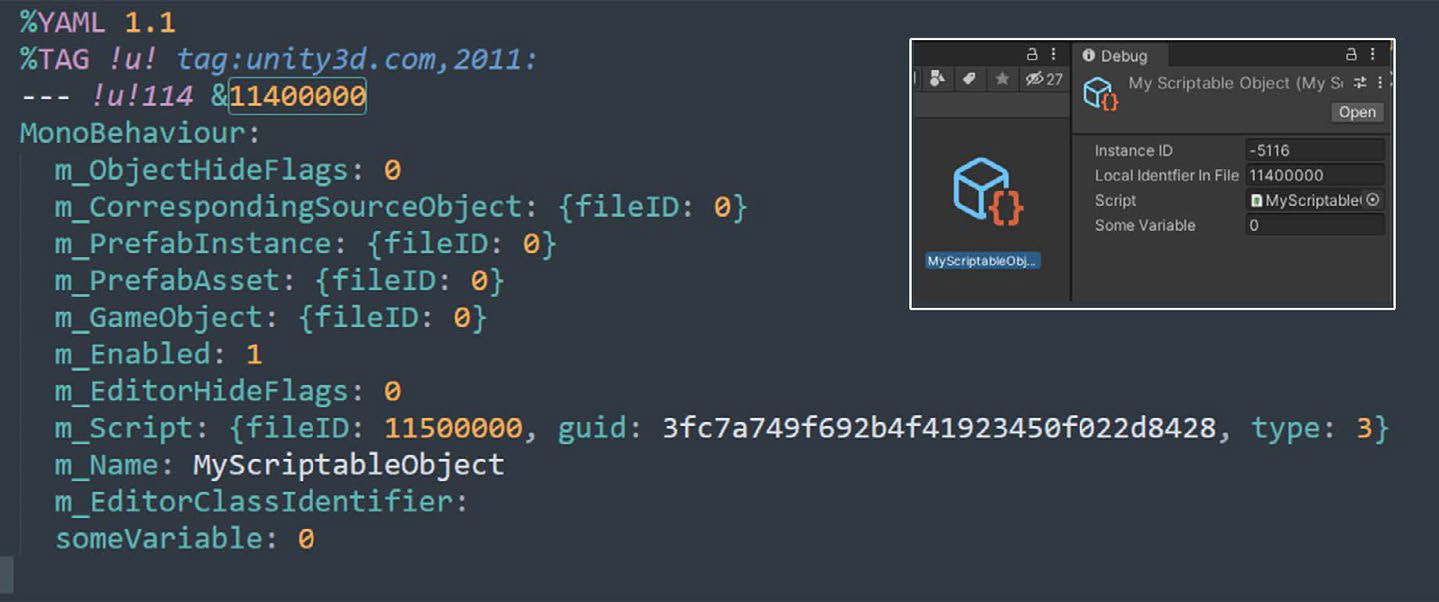 %YAML 1.1
%TAG !u! tag:unity3d.com,2011:
--- !u!114 &11400000
MonoBehaviour:
m_ObjectHideFlags: 0
m_CorrespondingSourceObject: {fileID: 0}
m_PrefabInstance: {fileID: 0}
m_PrefabAsset: {fileID: 0}
m_GameObject: {fileID: 0}
m_Enabled: 1
m_EditorHideFlags: 0
m_Script: {fileID: 11500000, guid: 3fc7a749f692b4f41923450f022d8428, type: 3}
m_Name: MyScriptableObject
m_EditorClassIdentifier:
someVariable: 0
27
MyScriptableObj...
Debug
My Scriptable Object (My S
Open
Instance ID -5116
Local Identfier In File 11400000
Script MyScriptable
Some Variable 0